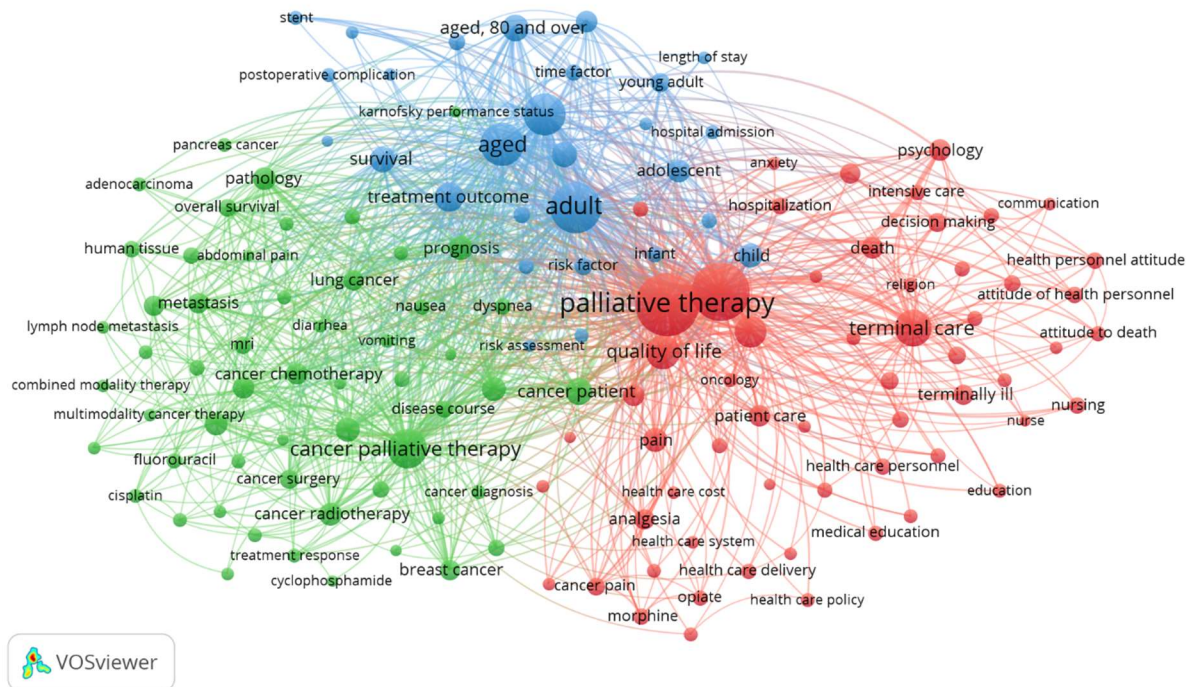 stent
aged, 80 and over
length of stay
postoperative complication
time factor
young adult
karnofsky performance status
hospital admission
pancreas cancer
aged
survival
adolescent
anxiety
psychology
adenocarcinoma
pathology
treatment outcome
adult
hospitalization
intensive care
communication
overall survival
decision making
human tissue
abdominal pain
prognosis
infant
child
death
health personnel attitude
lung cancer
risk factor
religion
attitude of health personnel
metastasis
nausea
dyspnea
palliative therapy
lymph node metastasis
diarrhea
terminal care
attitude to death
mri
vomiting
risk assessment
quality of life
combined modality therapy
cancer chemotherapy
cancer patient
oncology
terminally ill
multimodality cancer therapy
disease course
patient care
nursing
nurse
fluorouracil
cancer palliative therapy
pain
health care personnel
cisplatin
cancer surgery
cancer diagnosis
health care cost
education
cancer radiotherapy
analgesia
medical education
treatment response
health care system
cyclophosphamide
breast cancer
cancer pain
health care delivery
opiate
health care policy
morphine
VOSviewer